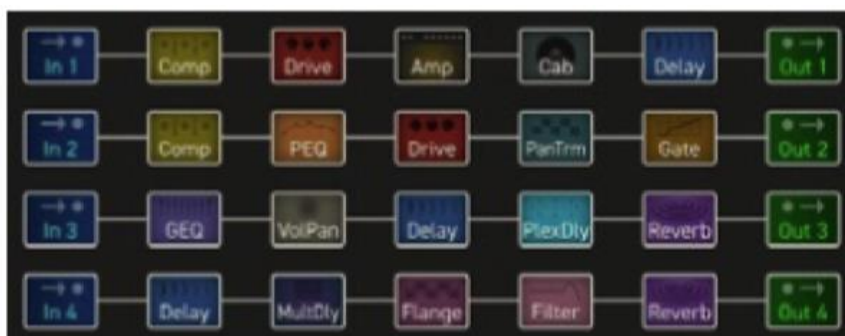 In 1 Comp Drive Amp Cab Delay Out 1
In 2 Comp PEQ Drive PanTrm Gate Out 2
In 3 GEQ VolPan Delay PlexDly Reverb Out 3
In 4 Delay MultDly Flange Filter Reverb Out 4